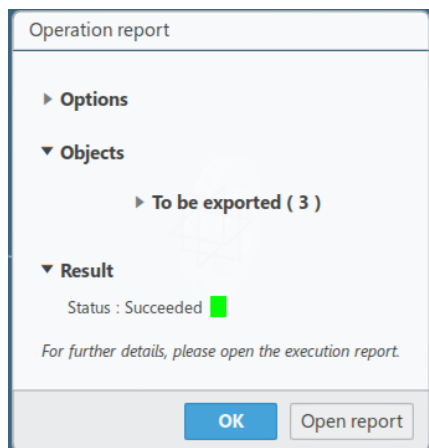 Operation report
Options
Objects
To be exported ( 3 )
Result
Status : Succeeded
For further details, please open the execution report.
OK
Open report